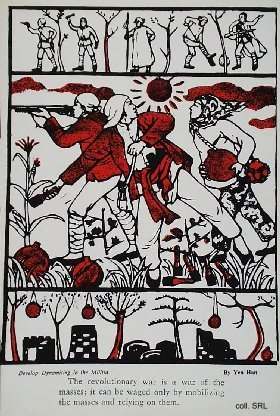 Develop Dynamiting in the Militia By Yen Han
The revolutionary war is a war of the
masses; it can be waged only by mobilizing
the masses and relying on them.
coll. SRL